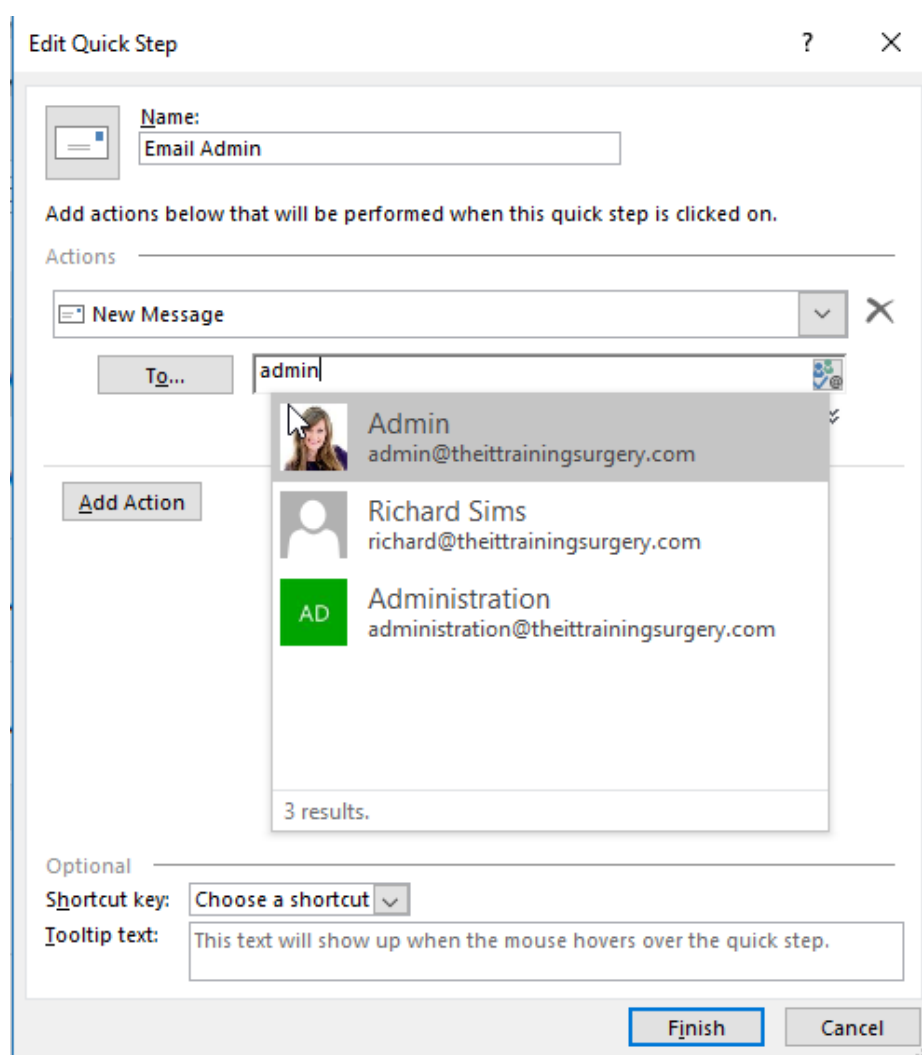 Edit Quick Step ?
Name:
Email Admin
Add actions below that will be performed when this quick step is clicked on.
Actions
New Message
To... admin
Admin
admin@theittrainingsurgery.com
Add Action
Richard Sims
richard@theittrainingsurgery.com
AD
Administration
administration@theittrainingsurgery.com
3 results.
Optional
Shortcut key: Choose a shortcut
Tooltip text: This text will show up when the mouse hovers over the quick step.
Finish Cancel